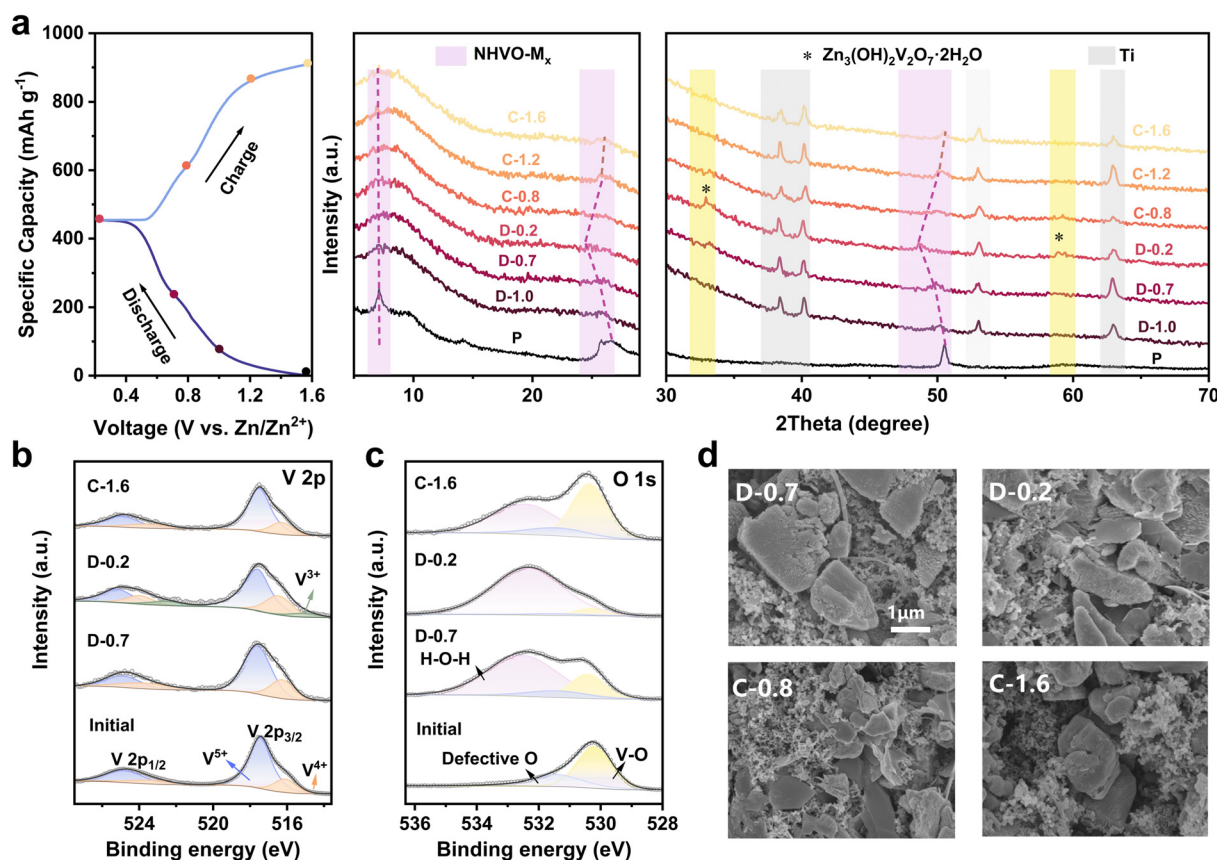 a
1000
800
600
400
200
0
Specific Capacity (mAh g⁻¹)
0.4 0.8 1.2 1.6
Voltage (V vs. Zn/Zn²⁺)
Charge
Discharge
Intensity (a.u.)
NHVO-Mₓ
C-1.6
C-1.2
C-0.8
D-0.2
D-0.7
D-1.0
P
10 15 20 25
* Zn₃(OH)₂V₂O₇·2H₂O
Ti
C-1.6
C-1.2
*
C-0.8
*
D-0.2
D-0.7
D-1.0
P
30 40 50 60 70
2Theta (degree)
b
V 2p
C-1.6
D-0.2
V³⁺
D-0.7
Initial
V 2p₃/₂
V 2p₁/₂
V⁵⁺
V⁴⁺
Intensity (a.u.)
524 520 516
Binding energy (eV)
c
O 1s
C-1.6
D-0.2
D-0.7
H-O-H
Initial
Defective O
V-O
Intensity (a.u.)
536 534 532 530 528
Binding energy (eV)
d
D-0.7
1μm
D-0.2
C-0.8
C-1.6